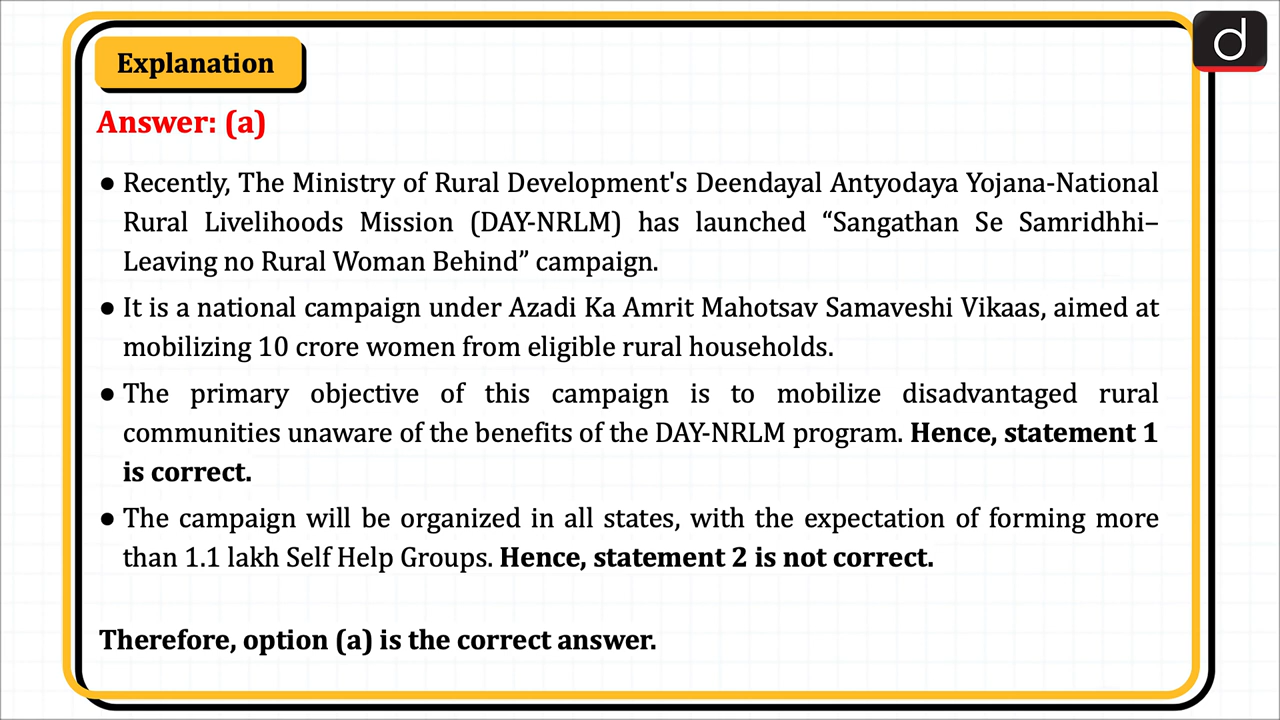 Explanation
d
Answer: (a)
● Recently, The Ministry of Rural Development's Deendayal Antyodaya Yojana-National
Rural Livelihoods Mission (DAY-NRLM) has launched “Sangathan Se Samridhhi–
Leaving no Rural Woman Behind” campaign.
● It is a national campaign under Azadi Ka Amrit Mahotsav Samaveshi Vikaas, aimed at
mobilizing 10 crore women from eligible rural households.
● The primary objective of this campaign is to mobilize disadvantaged rural
communities unaware of the benefits of the DAY-NRLM program. Hence, statement 1
is correct.
● The campaign will be organized in all states, with the expectation of forming more
than 1.1 lakh Self Help Groups. Hence, statement 2 is not correct.
Therefore, option (a) is the correct answer.